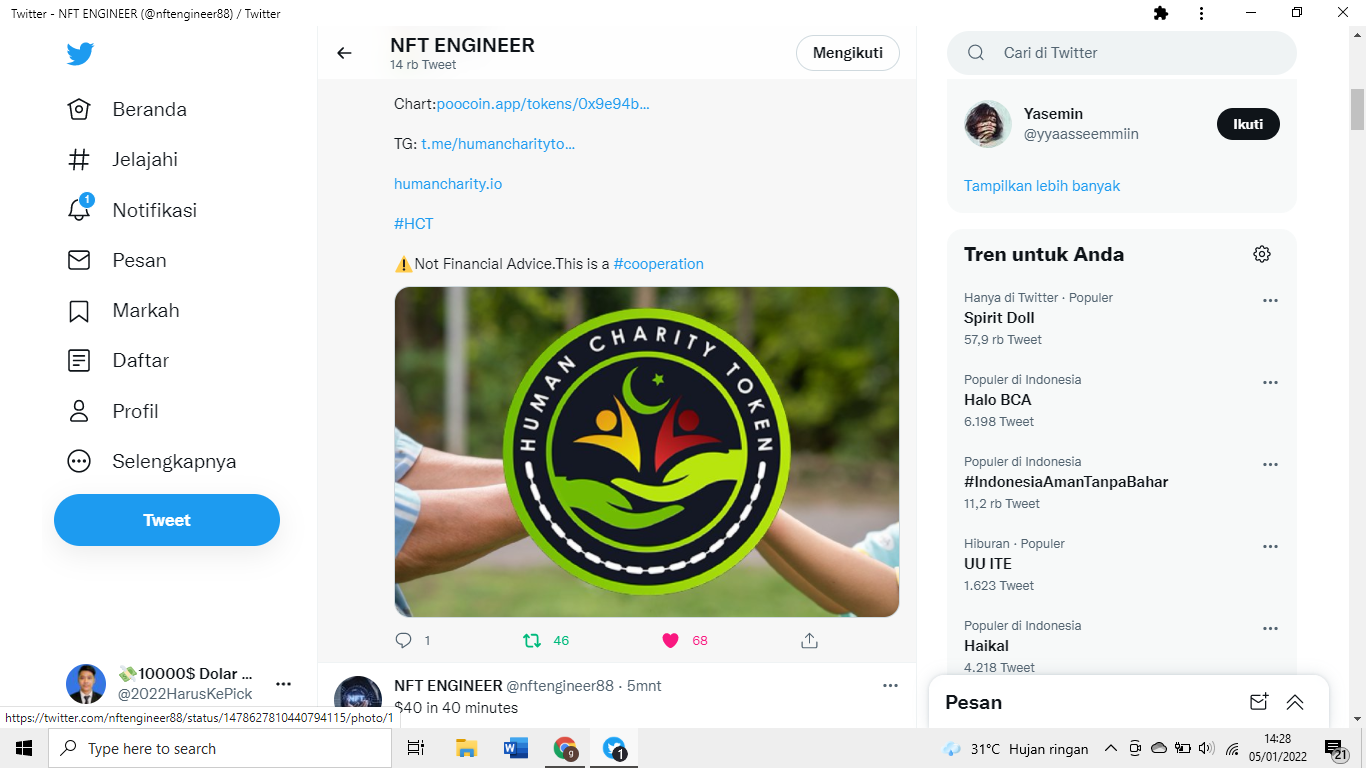 Twitter - NFT ENGINEER (@nftengineer88) / Twitter
Beranda
Jelajahi
1
Notifikasi
Pesan
Markah
Daftar
Profil
Selengkapnya
Tweet
💸10000$ Dolar ...
@2022HarusKePick
NFT ENGINEER
14 rb Tweet
Mengikuti
Chart:poocoin.app/tokens/0x9e94b...
TG: t.me/humancharityto...
humancharity.io
#HCT
⚠️Not Financial Advice.This is a #cooperation
HUMAN CHARITY TOKEN
1
46
68
NFT ENGINEER @nftengineer88 · 5mnt
$40 in 40 minutes
Cari di Twitter
Yasemin
@yyaasseemmiin
Ikuti
Tampilkan lebih banyak
Tren untuk Anda
Hanya di Twitter · Populer
Spirit Doll
57,9 rb Tweet
Populer di Indonesia
Halo BCA
6.198 Tweet
Populer di Indonesia
#IndonesiaAmanTanpaBahar
11,2 rb Tweet
Hiburan · Populer
UU ITE
1.623 Tweet
Populer di Indonesia
Haikal
4.218 Tweet
Pesan
https://twitter.com/nftengineer88/status/1478627810440794115/photo/1
Type here to search
g
1
31°C Hujan ringan
14:28
05/01/2022
21